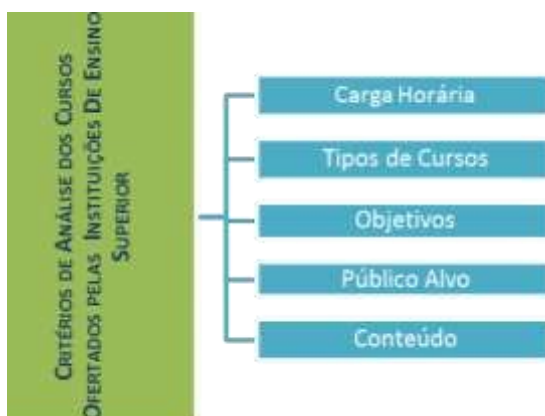 CRITÉRIOS DE ANÁLISE DOS CURSOS
OFERTADOS PELAS INSTITUIÇÕES DE ENSINO
SUPERIOR
Carga Horária
Tipos de Cursos
Objetivos
Público Alvo
Conteúdo